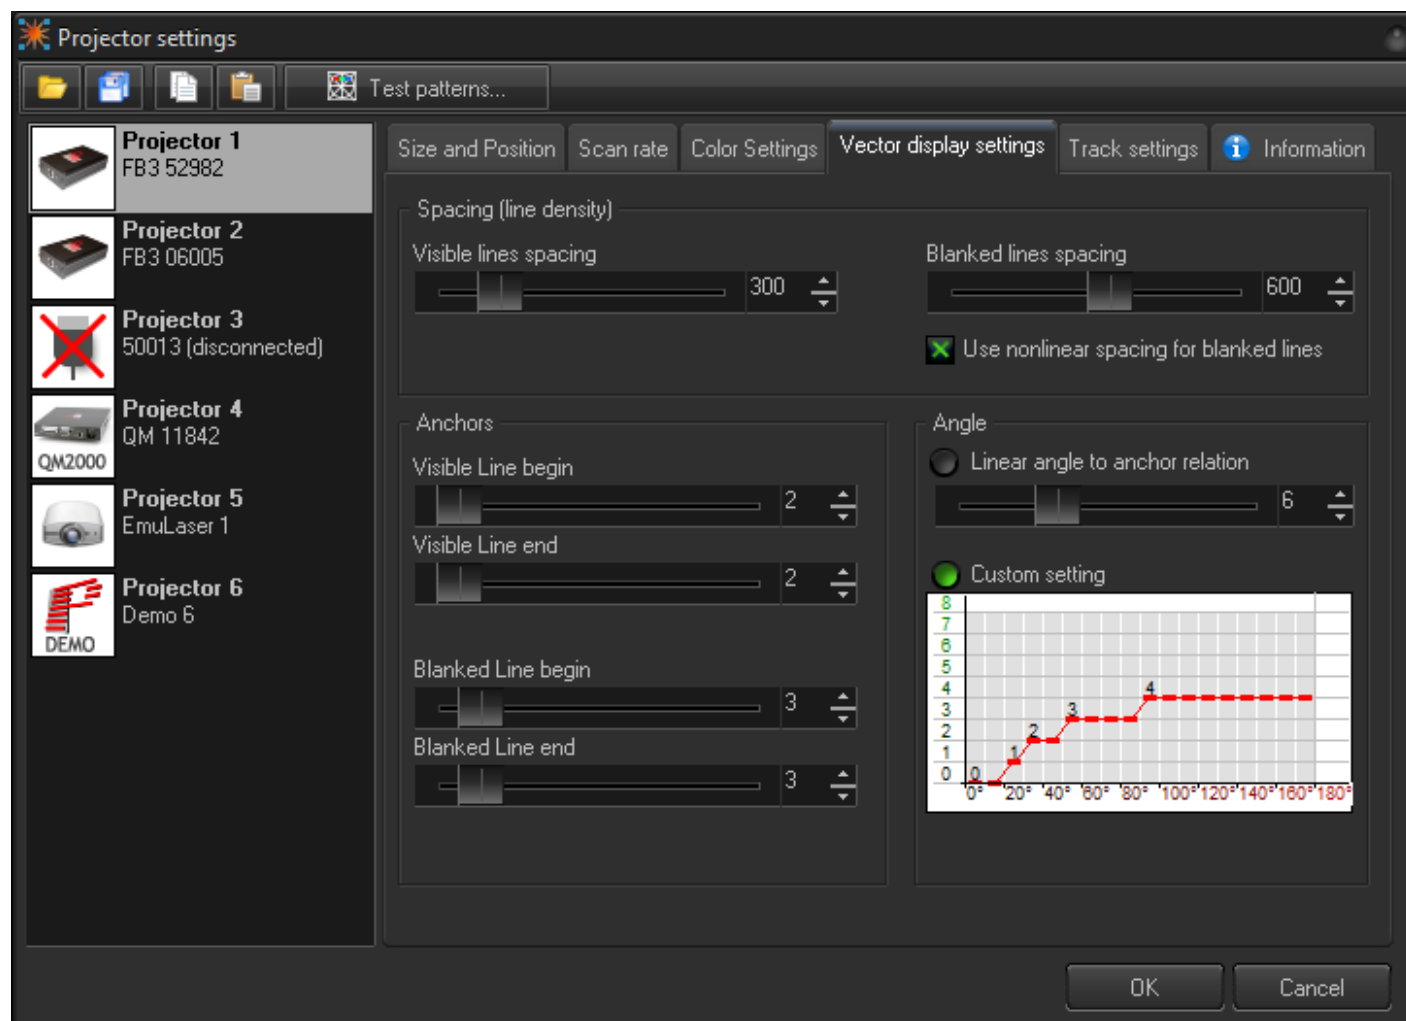 Projector settings
Test patterns...
Projector 1
FB3 52982
Projector 2
FB3 06005
Projector 3
50013 (disconnected)
Projector 4
QM 11842
QM2000
Projector 5
EmuLaser 1
Projector 6
Demo 6
DEMO
Size and Position
Scan rate
Color Settings
Vector display settings
Track settings
Information
Spacing (line density)
Visible lines spacing
300
Blanked lines spacing
600
Use nonlinear spacing for blanked lines
Anchors
Visible Line begin
2
Visible Line end
2
Blanked Line begin
3
Blanked Line end
3
Angle
Linear angle to anchor relation
6
Custom setting
8
7
6
5
4
3
2
1
0
0 1 2 3 4
0° 20° 40° 60° 80° 100° 120° 140° 160° 180°
OK
Cancel